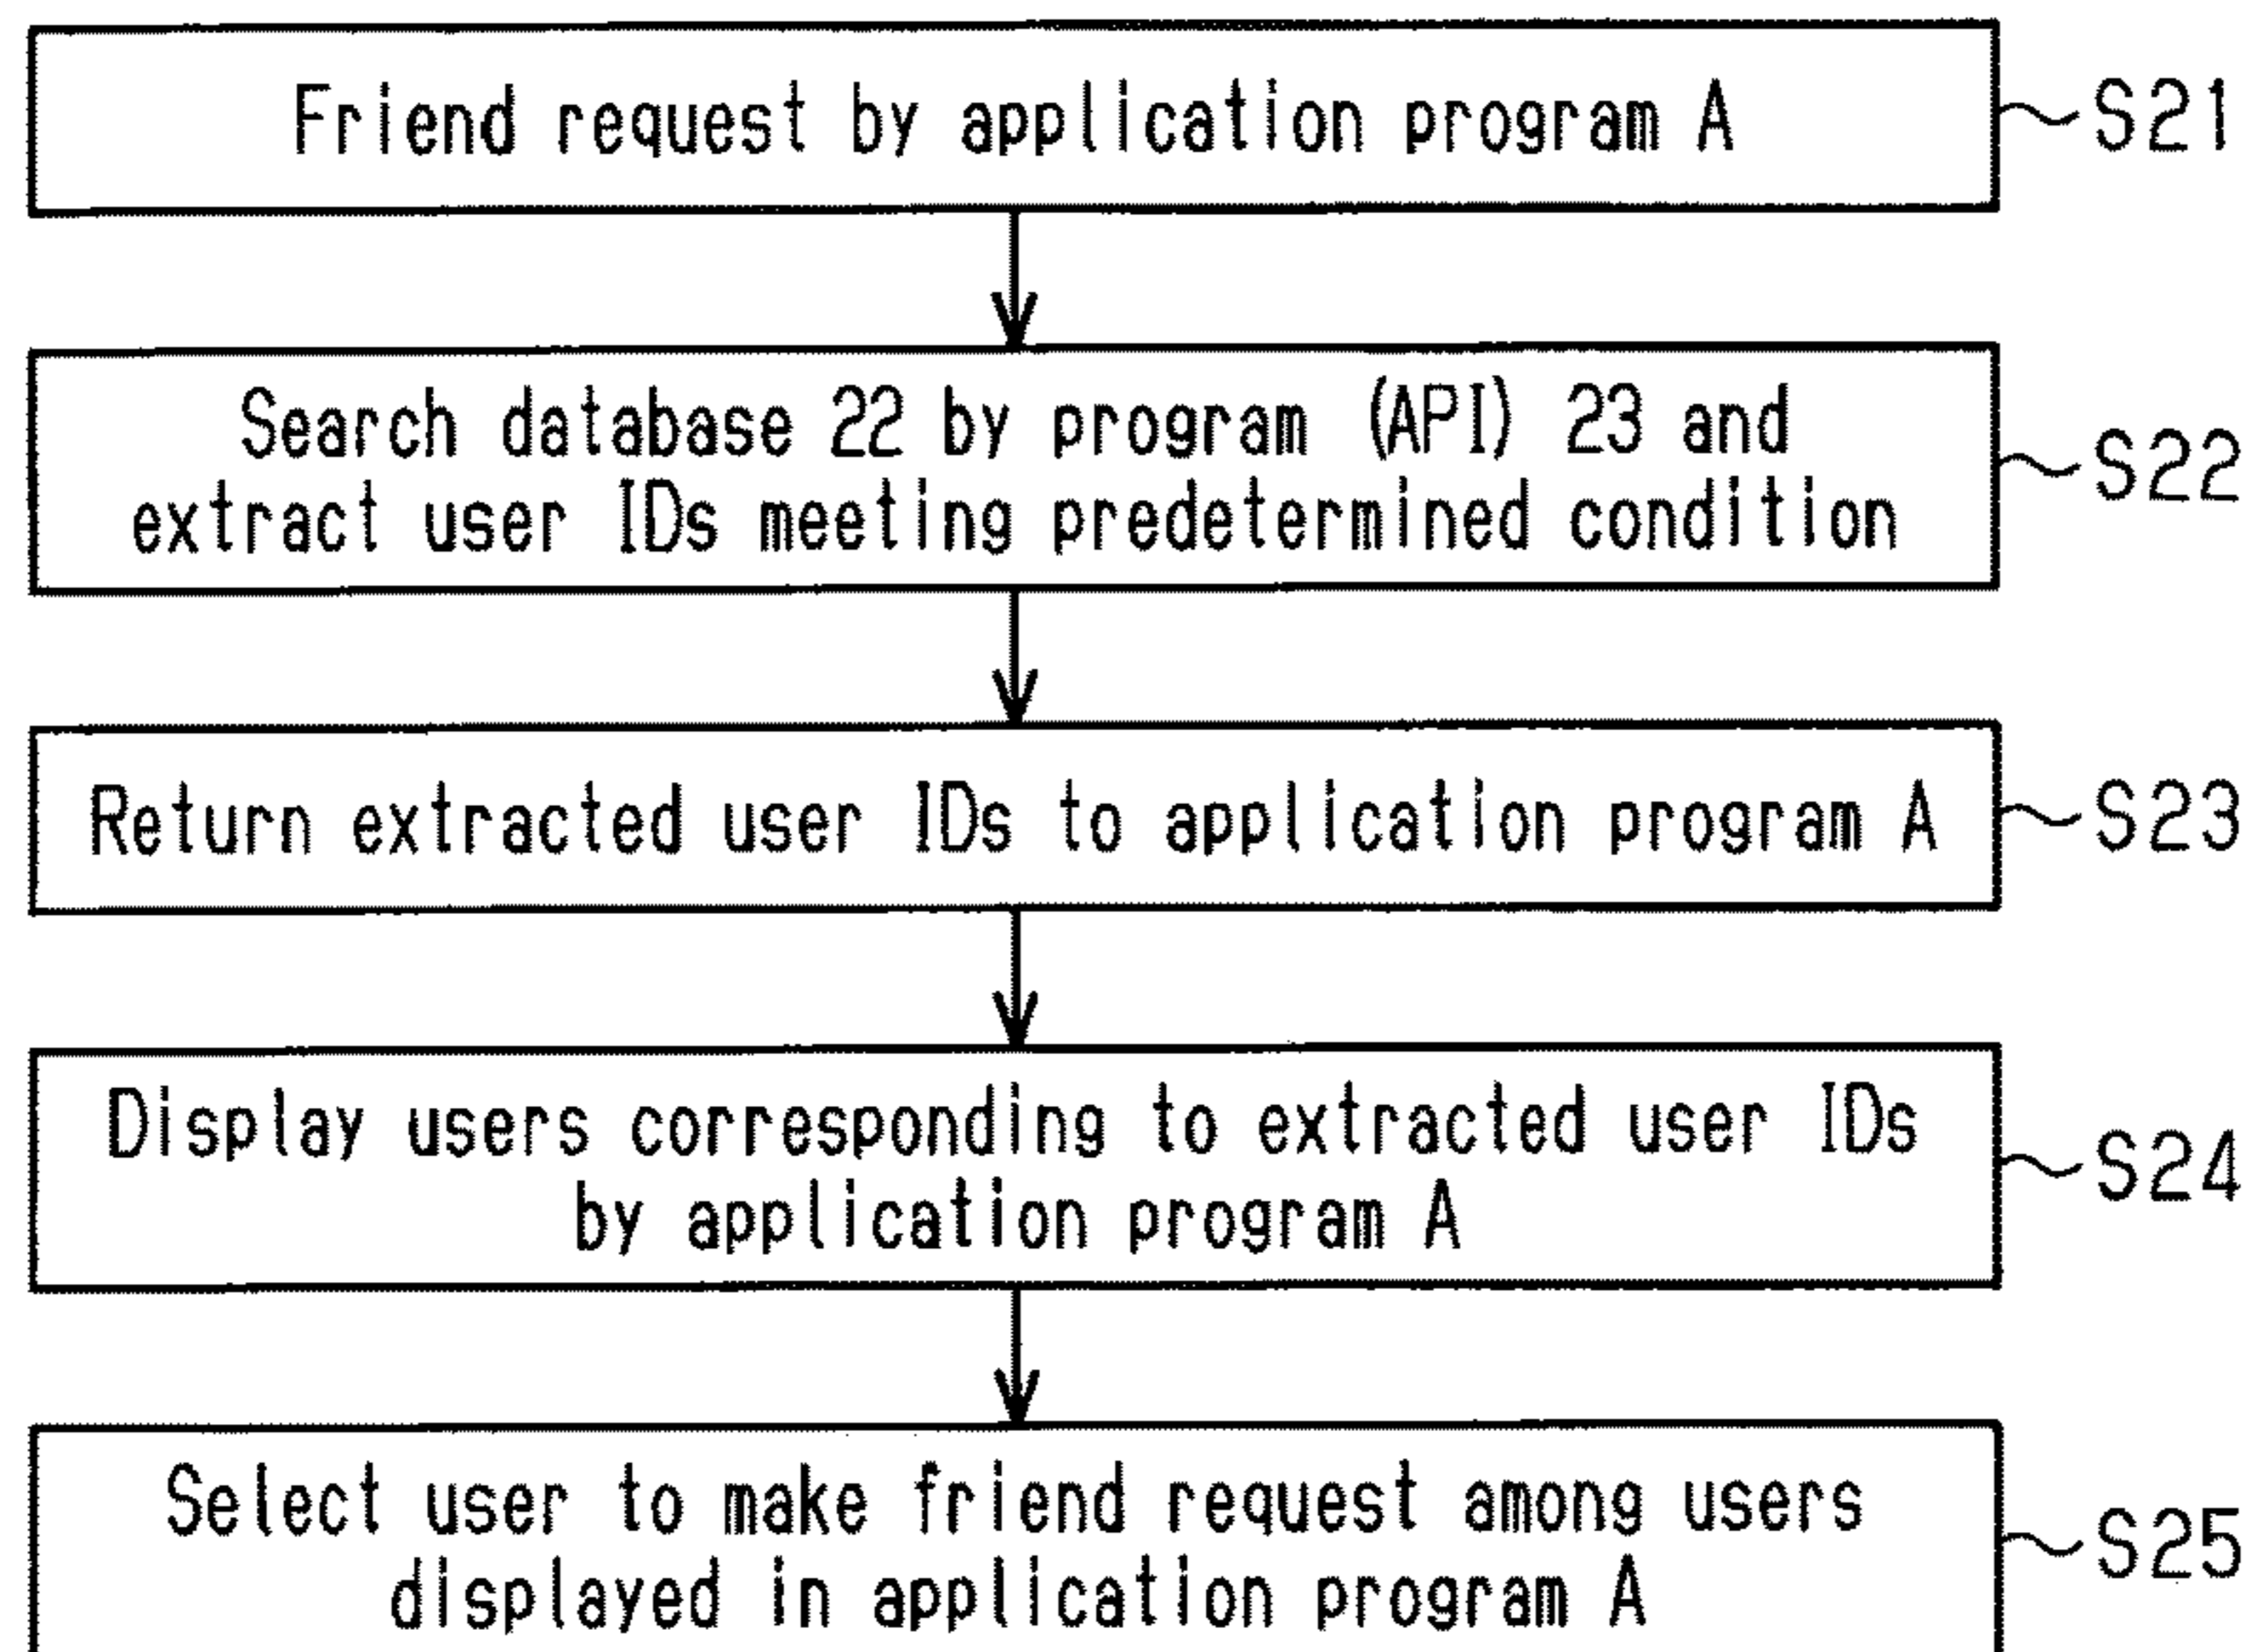 Friend request by application program A
S21
Search database 22 by program (API) 23 and
extract user IDs meeting predetermined condition
S22
Return extracted user IDs to application program A
S23
Display users corresponding to extracted user IDs
by application program A
S24
Select user to make friend request among users
displayed in application program A
S25